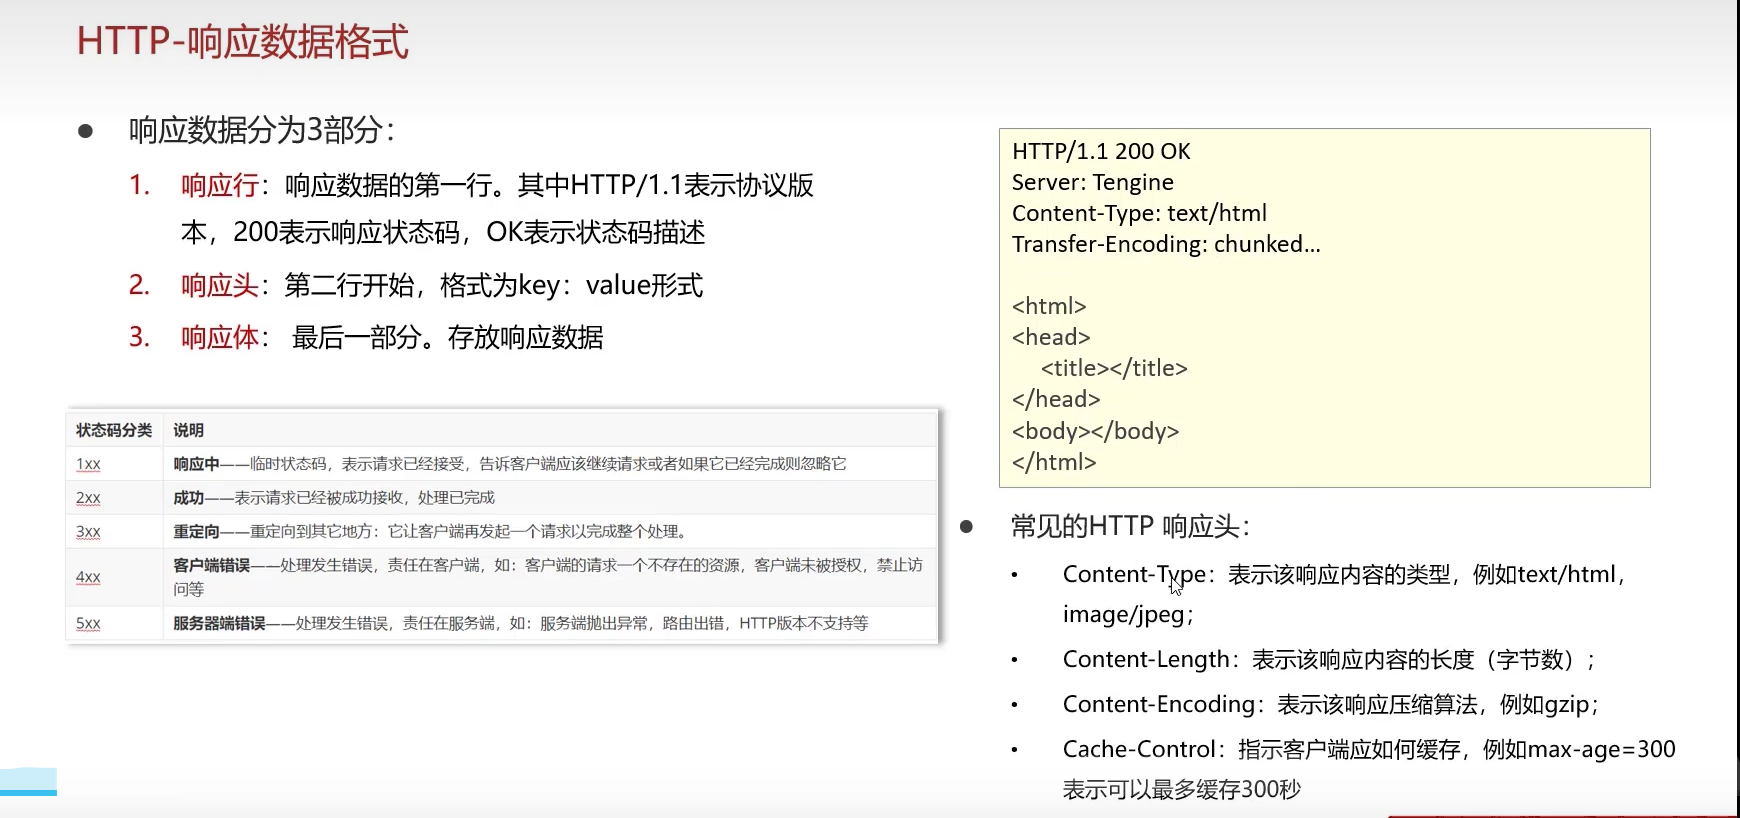 HTTP-响应数据格式
● 响应数据分为3部分：
1. 响应行：响应数据的第一行。其中HTTP/1.1表示协议版
本，200表示响应状态码，OK表示状态码描述
2. 响应头：第二行开始，格式为key：value形式
3. 响应体： 最后一部分。存放响应数据
状态码分类 说明
1xx 响应中——临时状态码，表示请求已经接受，告诉客户端应该继续请求或者如果它已经完成则忽略它
2xx 成功——表示请求已经被成功接收，处理已完成
3xx 重定向——重定向到其它地方：它让客户端再发起一个请求以完成整个处理。
4xx 客户端错误——处理发生错误，责任在客户端，如：客户端的请求一个不存在的资源，客户端未被授权，禁止访
问等
5xx 服务器端错误——处理发生错误，责任在服务端，如：服务端抛出异常，路由出错，HTTP版本不支持等
HTTP/1.1 200 OK
Server: Tengine
Content-Type: text/html
Transfer-Encoding: chunked…
<html>
<head>
<title></title>
</head>
<body></body>
</html>
● 常见的HTTP 响应头：
• Content-Type：表示该响应内容的类型，例如text/html，
image/jpeg；
• Content-Length：表示该响应内容的长度（字节数）；
• Content-Encoding：表示该响应压缩算法，例如gzip；
• Cache-Control：指示客户端应如何缓存，例如max-age=300
表示可以最多缓存300秒